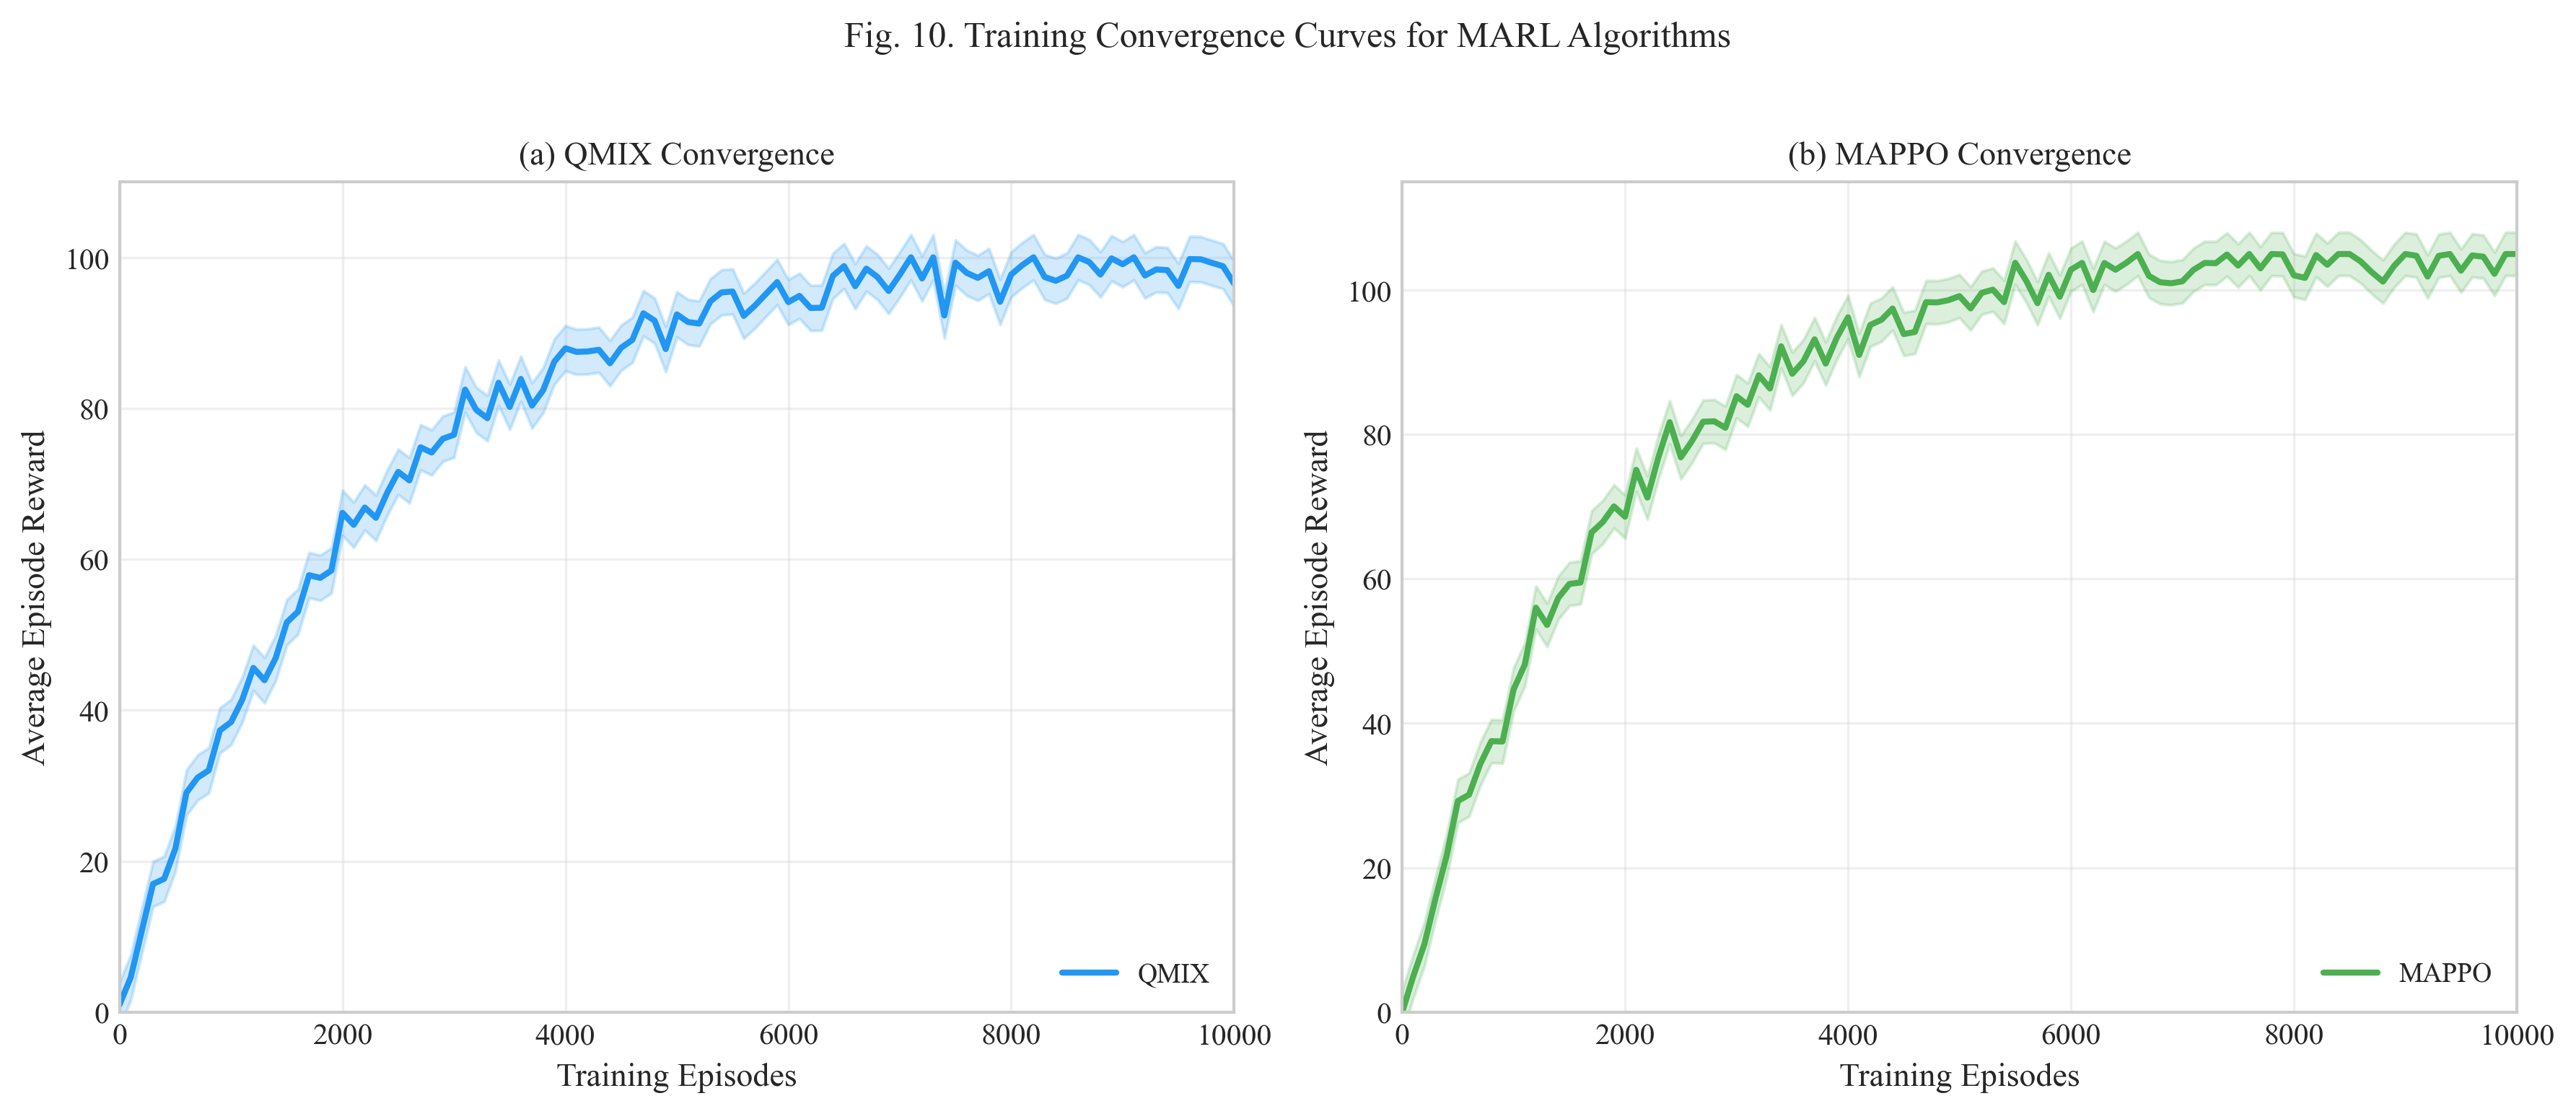 Fig. 10. Training Convergence Curves for MARL Algorithms
(a) QMIX Convergence
Average Episode Reward
100
80
60
40
20
0
0 2000 4000 6000 8000 10000
Training Episodes
QMIX
(b) MAPPO Convergence
Average Episode Reward
100
80
60
40
20
0
0 2000 4000 6000 8000 10000
Training Episodes
MAPPO